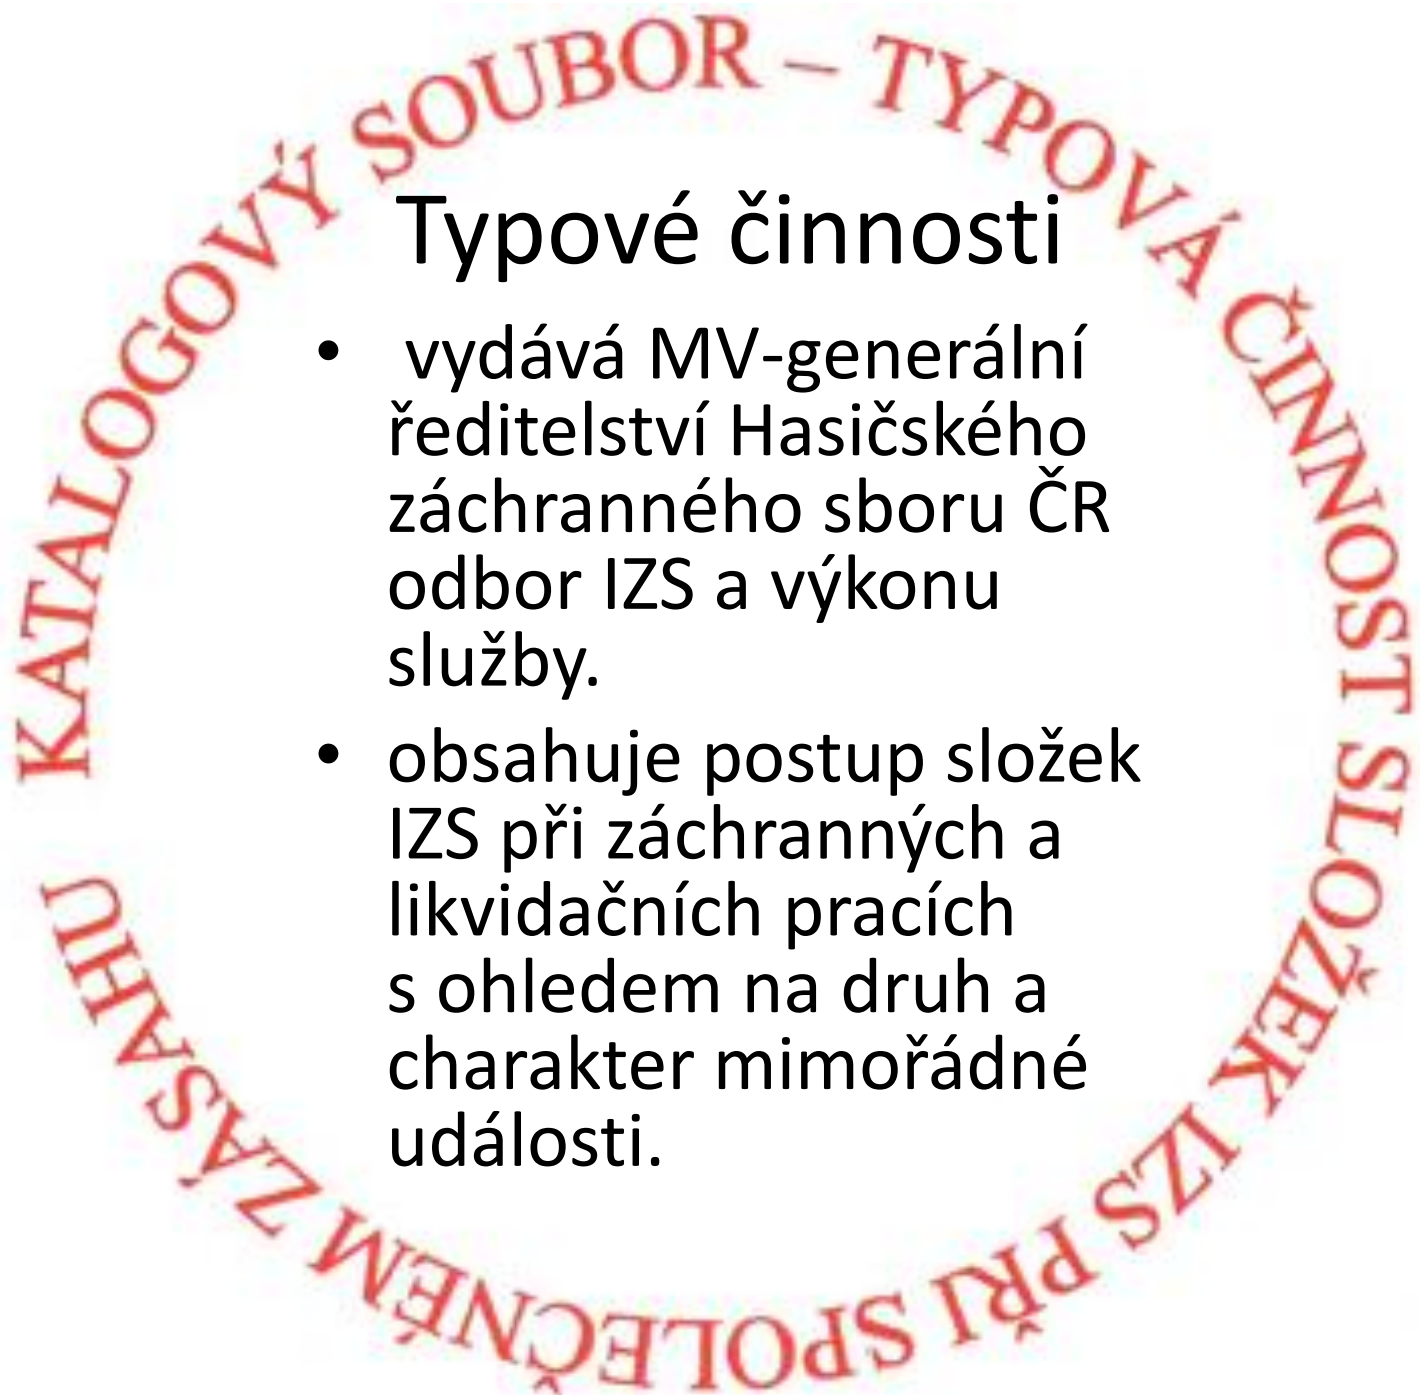 KATALOGOVÝ SOUBOR – TYPOVÁ ČINNOST SLOŽEK IZS PŘI SPOLEČNÉM ZÁSAHU
Typové činnosti
• vydává MV-generální
ředitelství Hasičského
záchranného sboru ČR
odbor IZS a výkonu
služby.
• obsahuje postup složek
IZS při záchranných a
likvidačních pracích
s ohledem na druh a
charakter mimořádné
události.